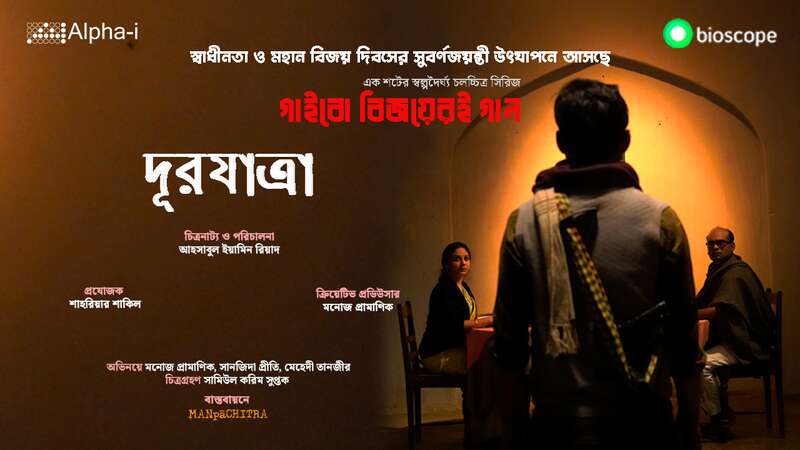 Alpha-i
bioscope
স্বাধীনতা ও মহান বিজয় দিবসের সুবর্ণজয়ন্তী উৎযাপনে আসছে
এক শটের স্বল্পদৈর্ঘ্য চলচ্চিত্র সিরিজ
গাইবো বিজয়েরই গান
দূরযাত্রা
চিত্রনাট্য ও পরিচালনা
আহসাবুল ইয়ামিন রিয়াদ
প্রযোজক
শাহরিয়ার শাকিল
ক্রিয়েটিভ প্রডিউসার
মনোজ প্রামাণিক
অভিনয়ে মনোজ প্রামাণিক, সানজিদা প্রীতি, মেহেদী তানজীর
চিত্রগ্রহণ সামিউল করিম সুপ্তক
বাস্তবায়নে
MANpaCHITRA